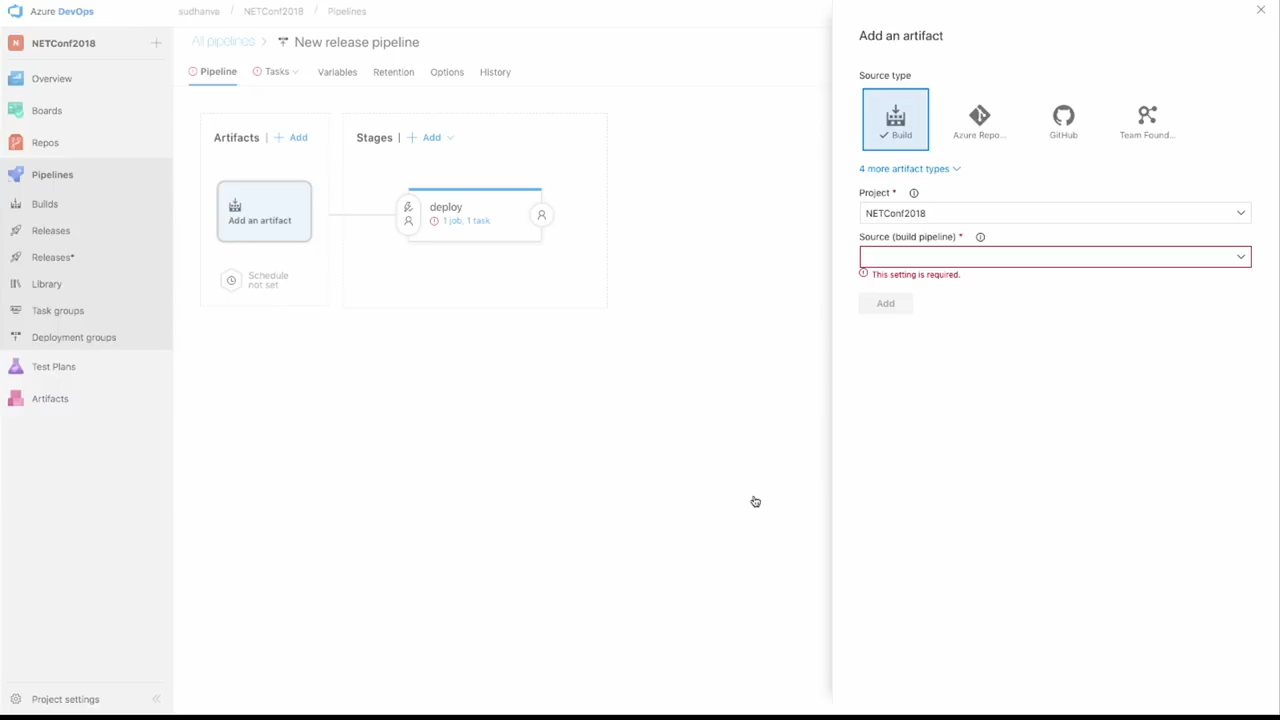 Azure DevOps
sudhanva / NETConf2018 / Pipelines
N NETConf2018
Overview
Boards
Repos
Pipelines
Builds
Releases
Releases*
Library
Task groups
Deployment groups
Test Plans
Artifacts
Project settings
All pipelines > New release pipeline
Pipeline Tasks Variables Retention Options History
Artifacts | + Add
Add an artifact
Schedule
not set
Stages | + Add
deploy
1 job, 1 task
Add an artifact
Source type
Build Azure Repo... GitHub Team Found...
4 more artifact types
Project *
NETConf2018
Source (build pipeline) *
This setting is required.
Add